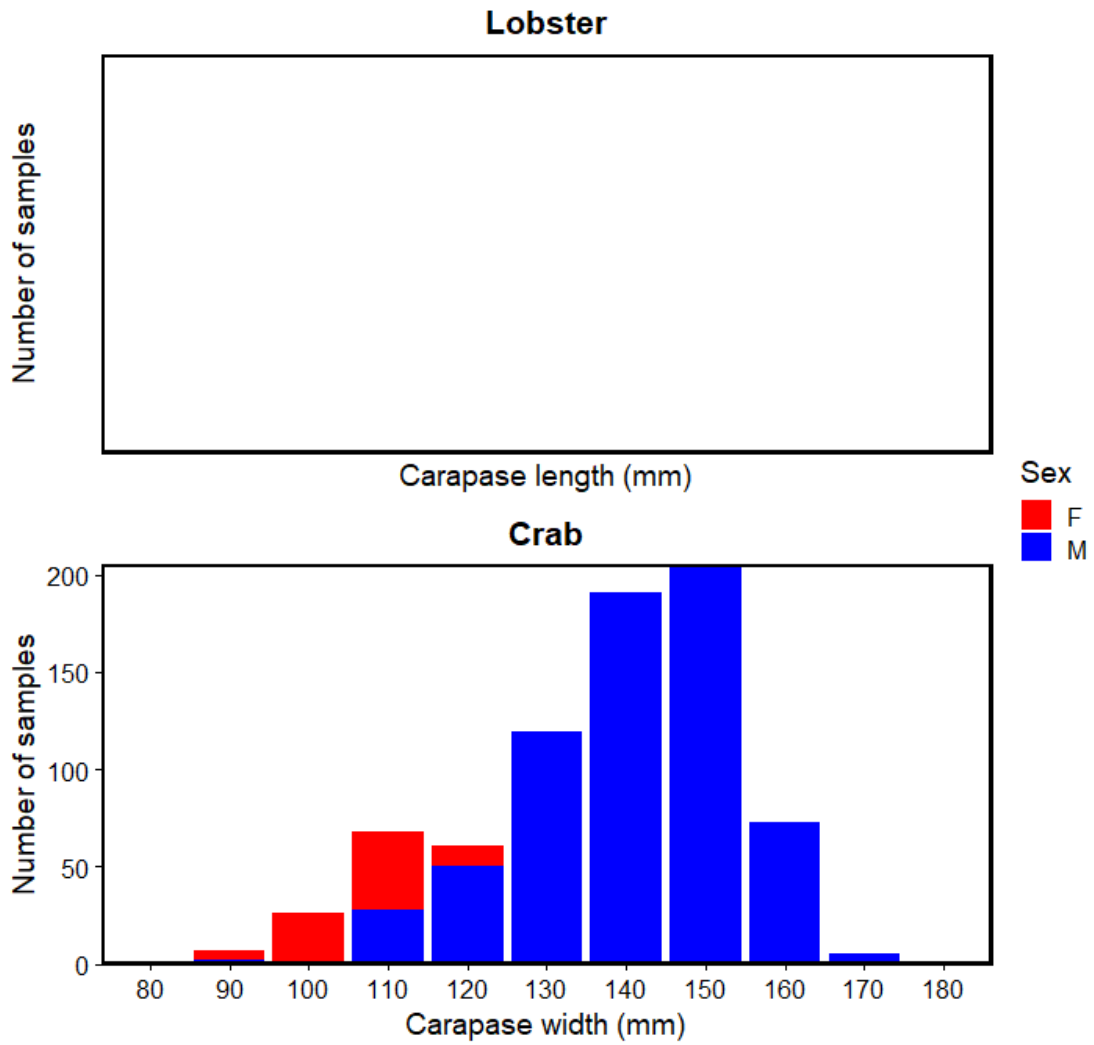 Lobster
Number of samples
Carapase length (mm)
Sex
F
M
Crab
Number of samples
200
150
100
50
0
80 90 100 110 120 130 140 150 160 170 180
Carapase width (mm)